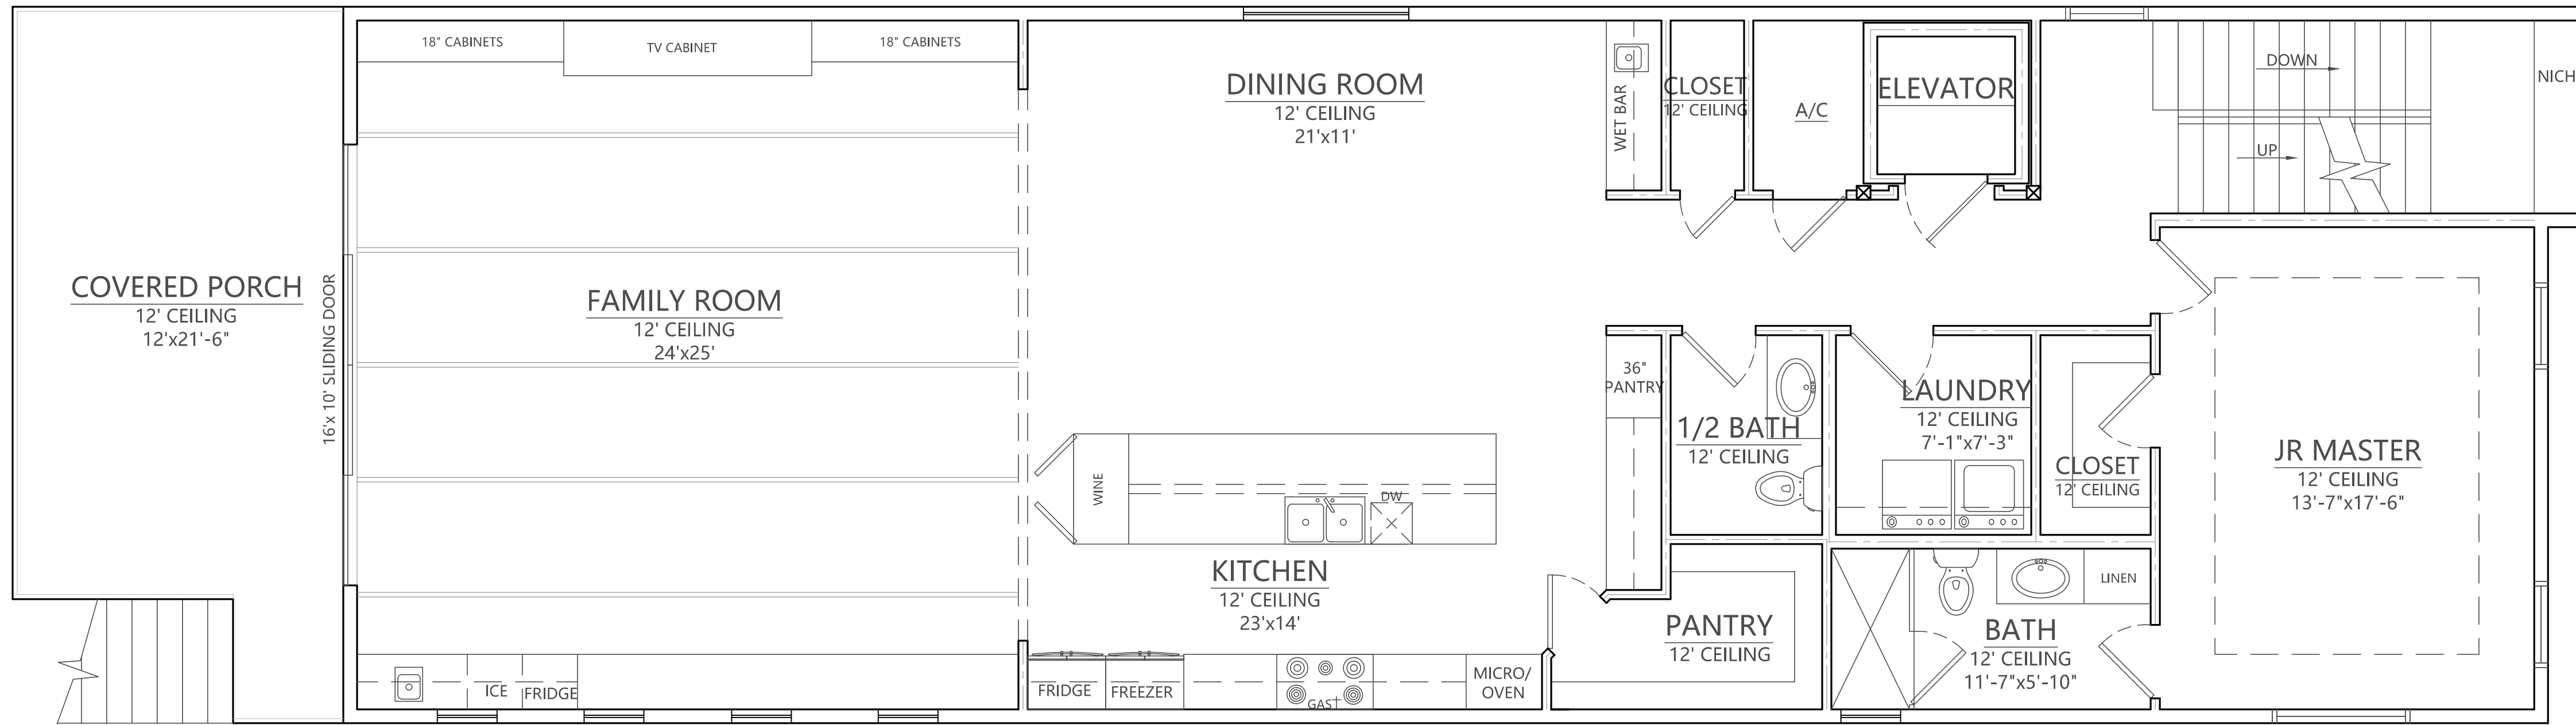 18" CABINETS
TV CABINET
18" CABINETS
COVERED PORCH
12' CEILING
12'x21'-6"
16'x 10' SLIDING DOOR
FAMILY ROOM
12' CEILING
24'x25'
ICE
FRIDGE
DINING ROOM
12' CEILING
21'x11'
WET BAR
CLOSET
12' CEILING
A/C
ELEVATOR
DOWN
UP
NICH
WINE
DW
KITCHEN
12' CEILING
23'x14'
FRIDGE
FREEZER
GAS
MICRO/
OVEN
36"
PANTRY
1/2 BATH
12' CEILING
LAUNDRY
12' CEILING
7'-1"x7'-3"
CLOSET
12' CEILING
JR MASTER
12' CEILING
13'-7"x17'-6"
PANTRY
12' CEILING
LINEN
BATH
12' CEILING
11'-7"x5'-10"